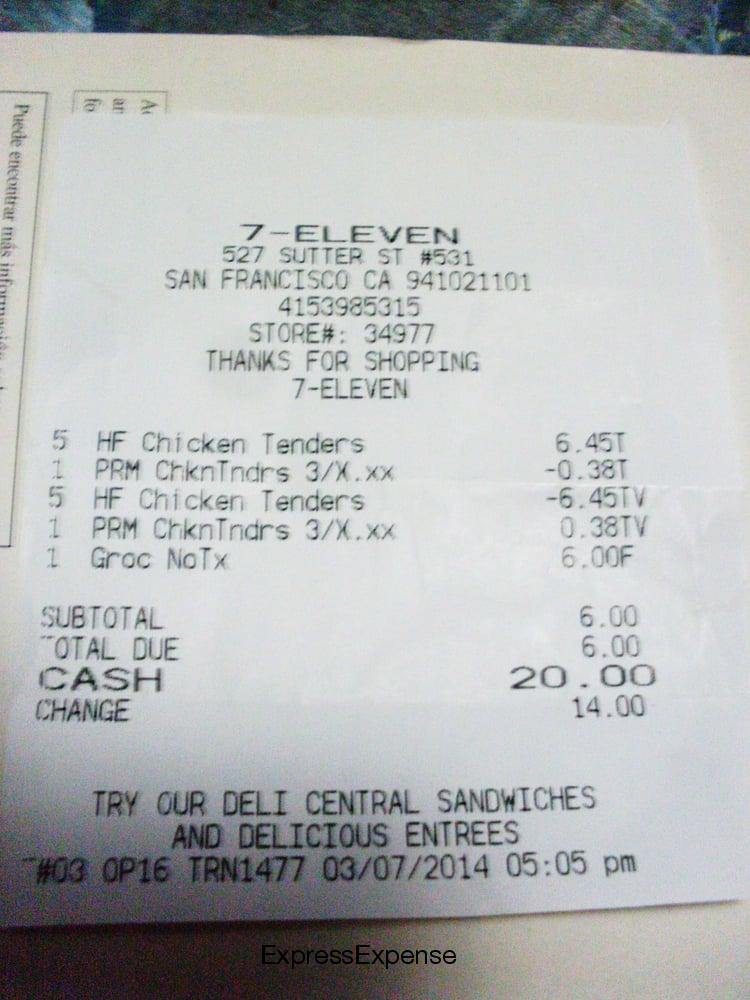 Puede encontrar más información
7-ELEVEN
527 SUTTER ST #531
SAN FRANCISCO CA 941021101
4153985315
STORE#: 34977
THANKS FOR SHOPPING
7-ELEVEN
5 HF Chicken Tenders 6.45T
1 PRM ChknTndrs 3/X.xx -0.38T
5 HF Chicken Tenders -6.45TV
1 PRM ChknTndrs 3/X.xx 0.38TV
1 Groc NoTx 6.00F
SUBTOTAL 6.00
TOTAL DUE 6.00
CASH 20.00
CHANGE 14.00
TRY OUR DELI CENTRAL SANDWICHES
AND DELICIOUS ENTREES
T#03 OP16 TRN1477 03/07/2014 05:05 pm
ExpressExpense